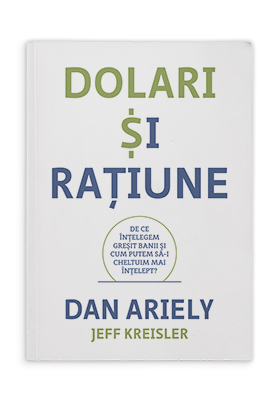 DOLARI
ȘI
RAȚIUNE
DE CE
ÎNȚELEGEM
GREȘIT BANII ȘI
CUM PUTEM SĂ-I
CHELTUIM MAI
ÎNȚELEPT?
DAN ARIELY
JEFF KREISLER